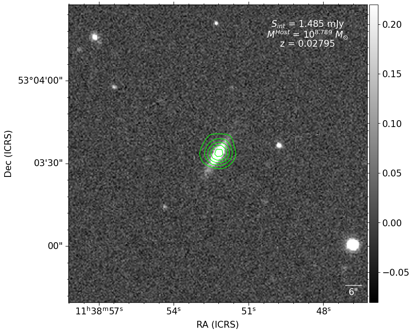 S_int = 1.485 mJy
M^Host = 10^8.789 M_⊙
z = 0.02795
0.20
53°04'00"
0.15
0.10
03'30"
0.05
0.00
00"
−0.05
6"
11ʰ38ᵐ57ˢ 54ˢ 51ˢ 48ˢ
RA (ICRS)
Dec (ICRS)